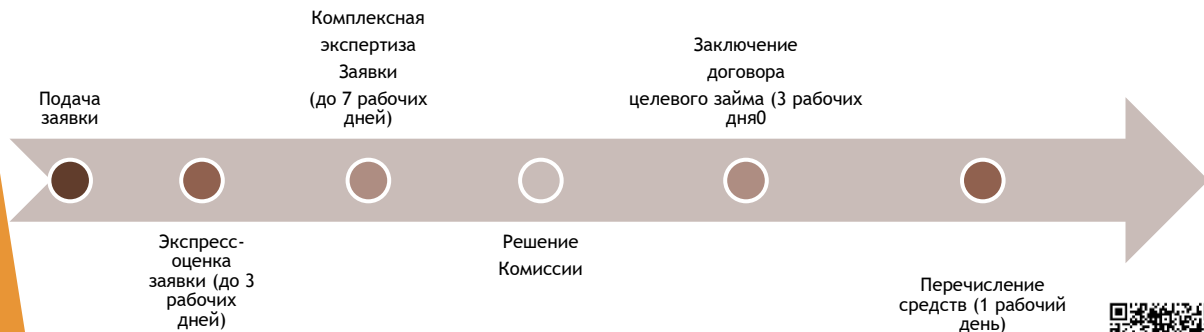 Подача
заявки
Экспресс-
оценка
заявки (до 3
рабочих
дней)
Комплексная
экспертиза
Заявки
(до 7 рабочих
дней)
Решение
Комиссии
Заключение
договора
целевого займа (3 рабочих
дня0
Перечисление
средств (1 рабочий
день)